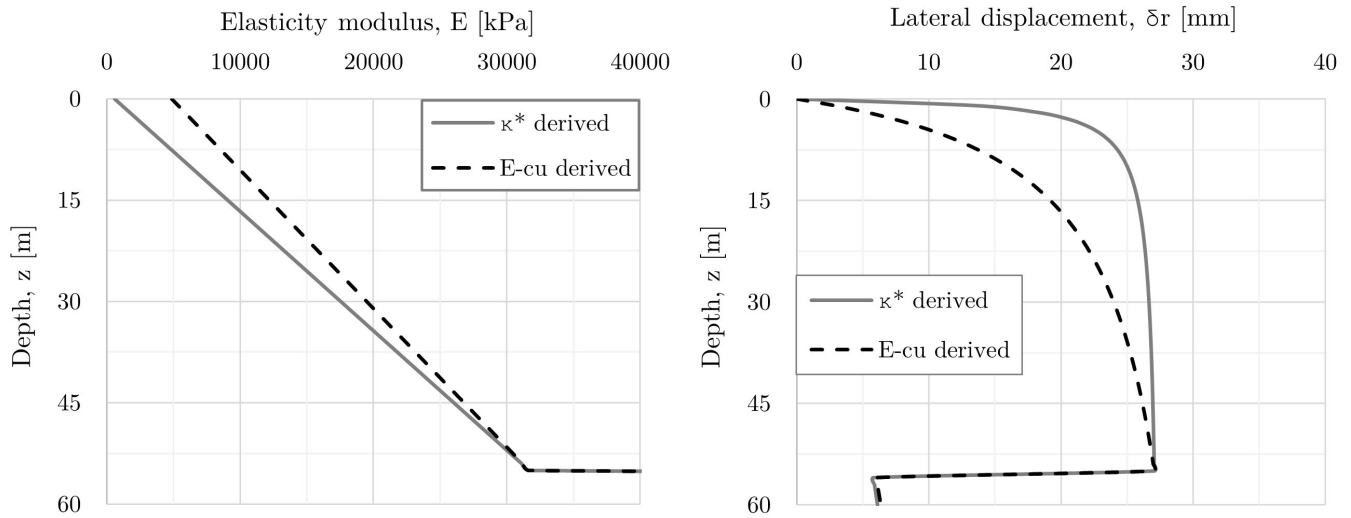 Elasticity modulus, E [kPa]
0 10000 20000 30000 40000
0
15
30
45
60
Depth, z [m]
κ* derived
E-cu derived
Lateral displacement, δr [mm]
0 10 20 30 40
0
15
30
45
60
Depth, z [m]
κ* derived
E-cu derived